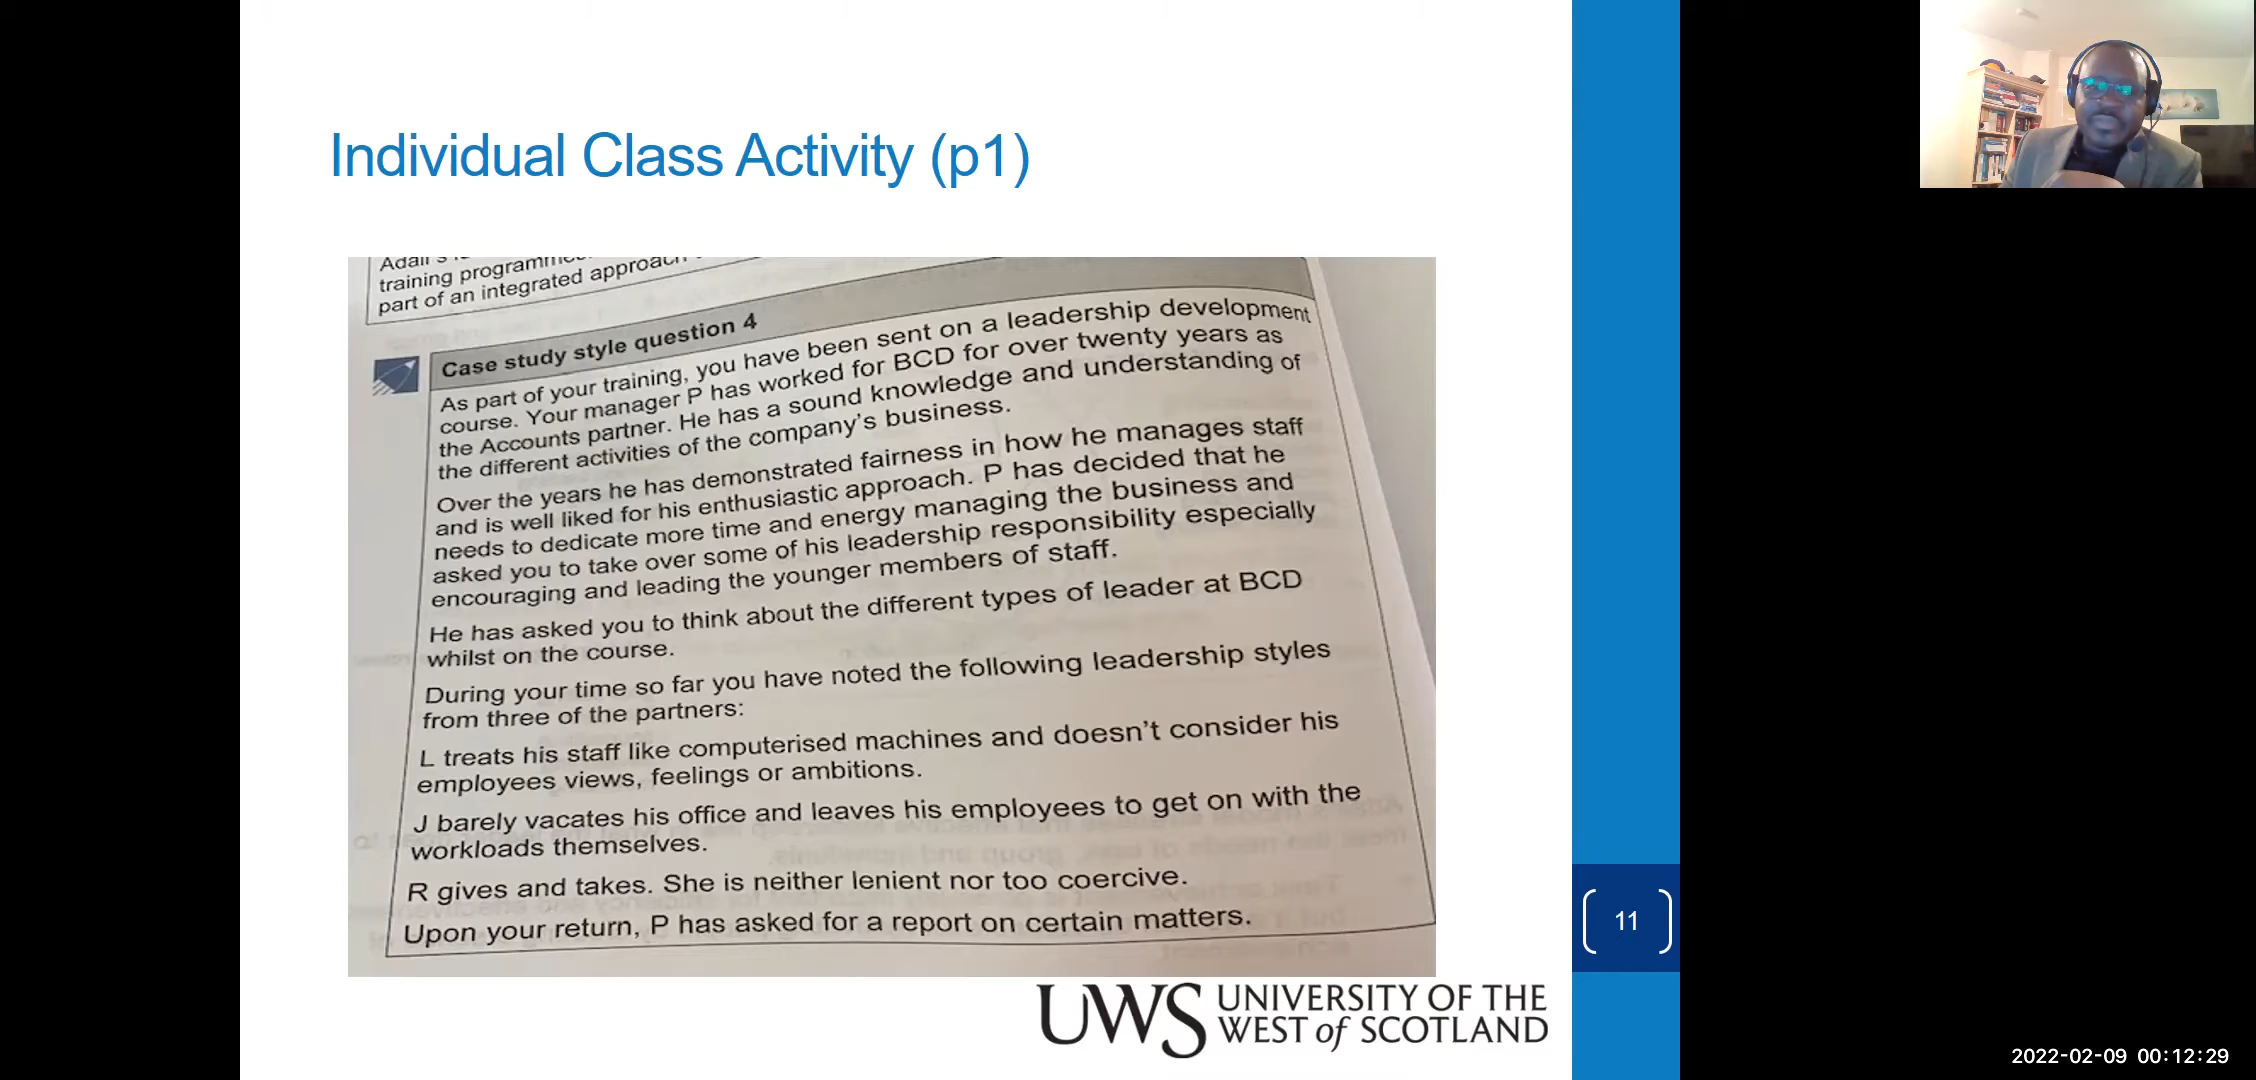 Individual Class Activity (p1)
training
part of an integrated approach
Case study style question 4
As part of your training, you have been sent on a leadership development
course. Your manager P has worked for BCD for over twenty years as
the Accounts partner. He has a sound knowledge and understanding of
the different activities of the company's business.
Over the years he has demonstrated fairness in how he manages staff
and is well liked for his enthusiastic approach. P has decided that he
needs to dedicate more time and energy managing the business and
asked you to take over some of his leadership responsibility especially
encouraging and leading the younger members of staff.
He has asked you to think about the different types of leader at BCD
whilst on the course.
During your time so far you have noted the following leadership styles
from three of the partners:
L treats his staff like computerised machines and doesn't consider his
employees views, feelings or ambitions.
J barely vacates his office and leaves his employees to get on with the
workloads themselves.
R gives and takes. She is neither lenient nor too coercive.
Upon your return, P has asked for a report on certain matters.
11
UWS UNIVERSITY OF THE
WEST of SCOTLAND
2022-02-09 00:12:29